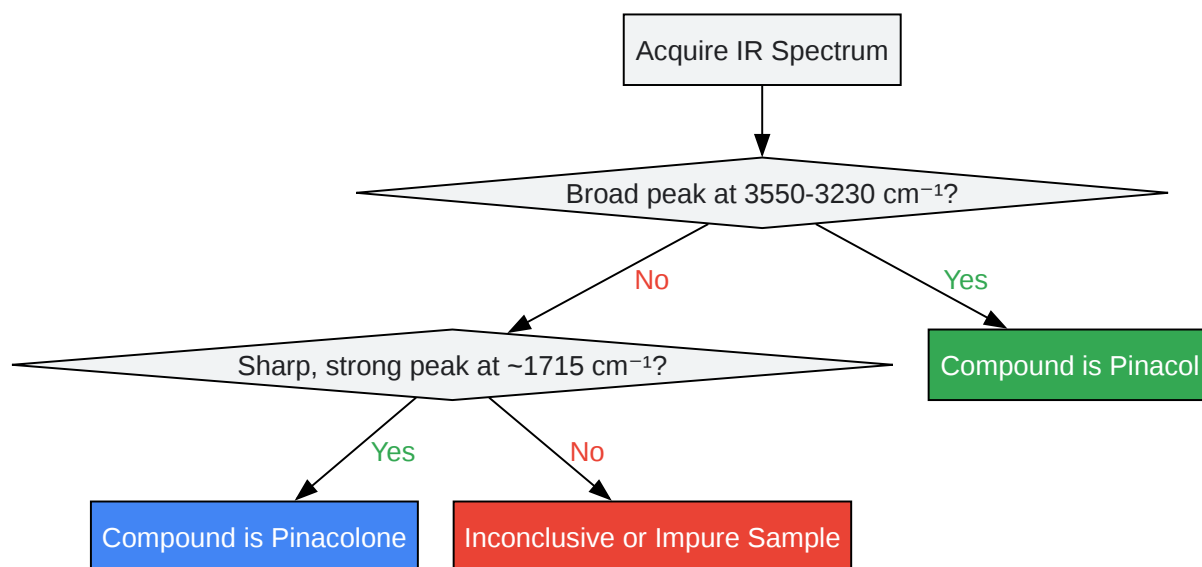 Acquire IR Spectrum
Broad peak at 3550-3230 cm⁻¹?
No
Yes
Sharp, strong peak at ~1715 cm⁻¹?
Compound is Pinacol
Yes
No
Compound is Pinacolone
Inconclusive or Impure Sample